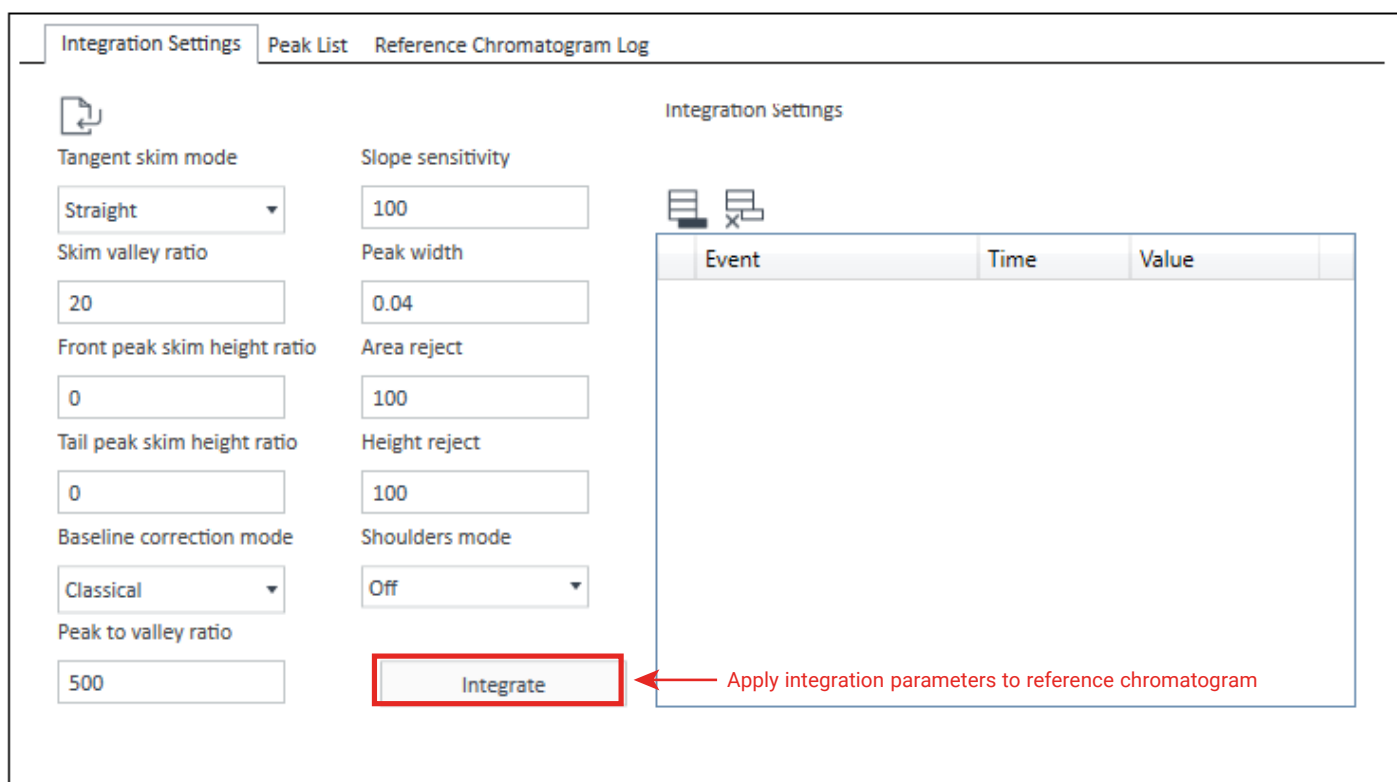 Integration Settings Peak List Reference Chromatogram Log
Integration Settings
Tangent skim mode Slope sensitivity
Straight 100
Skim valley ratio Peak width
20 0.04
Front peak skim height ratio Area reject
0 100
Tail peak skim height ratio Height reject
0 100
Baseline correction mode Shoulders mode
Classical Off
Peak to valley ratio
500 Integrate
Event Time Value
Apply integration parameters to reference chromatogram